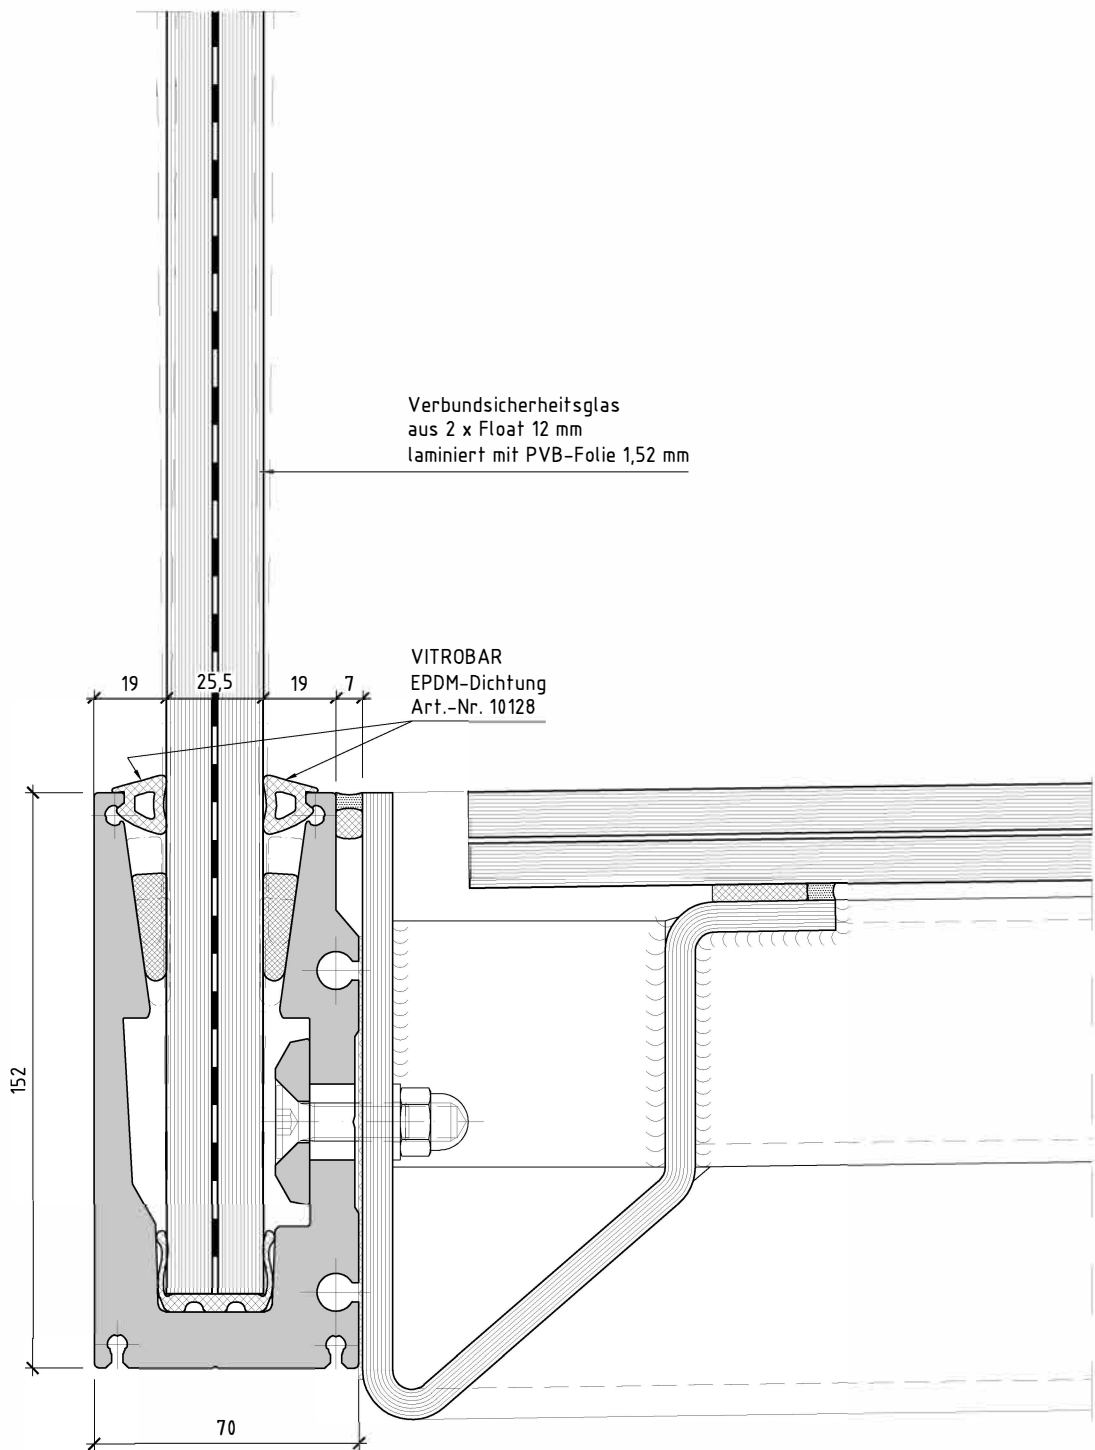 Verbundsicherheitsglas
aus 2 x Float 12 mm
laminiert mit PVB-Folie 1,52 mm
VITROBAR
EPDM-Dichtung
Art.-Nr. 10128
19
25,5
19
7
152
70